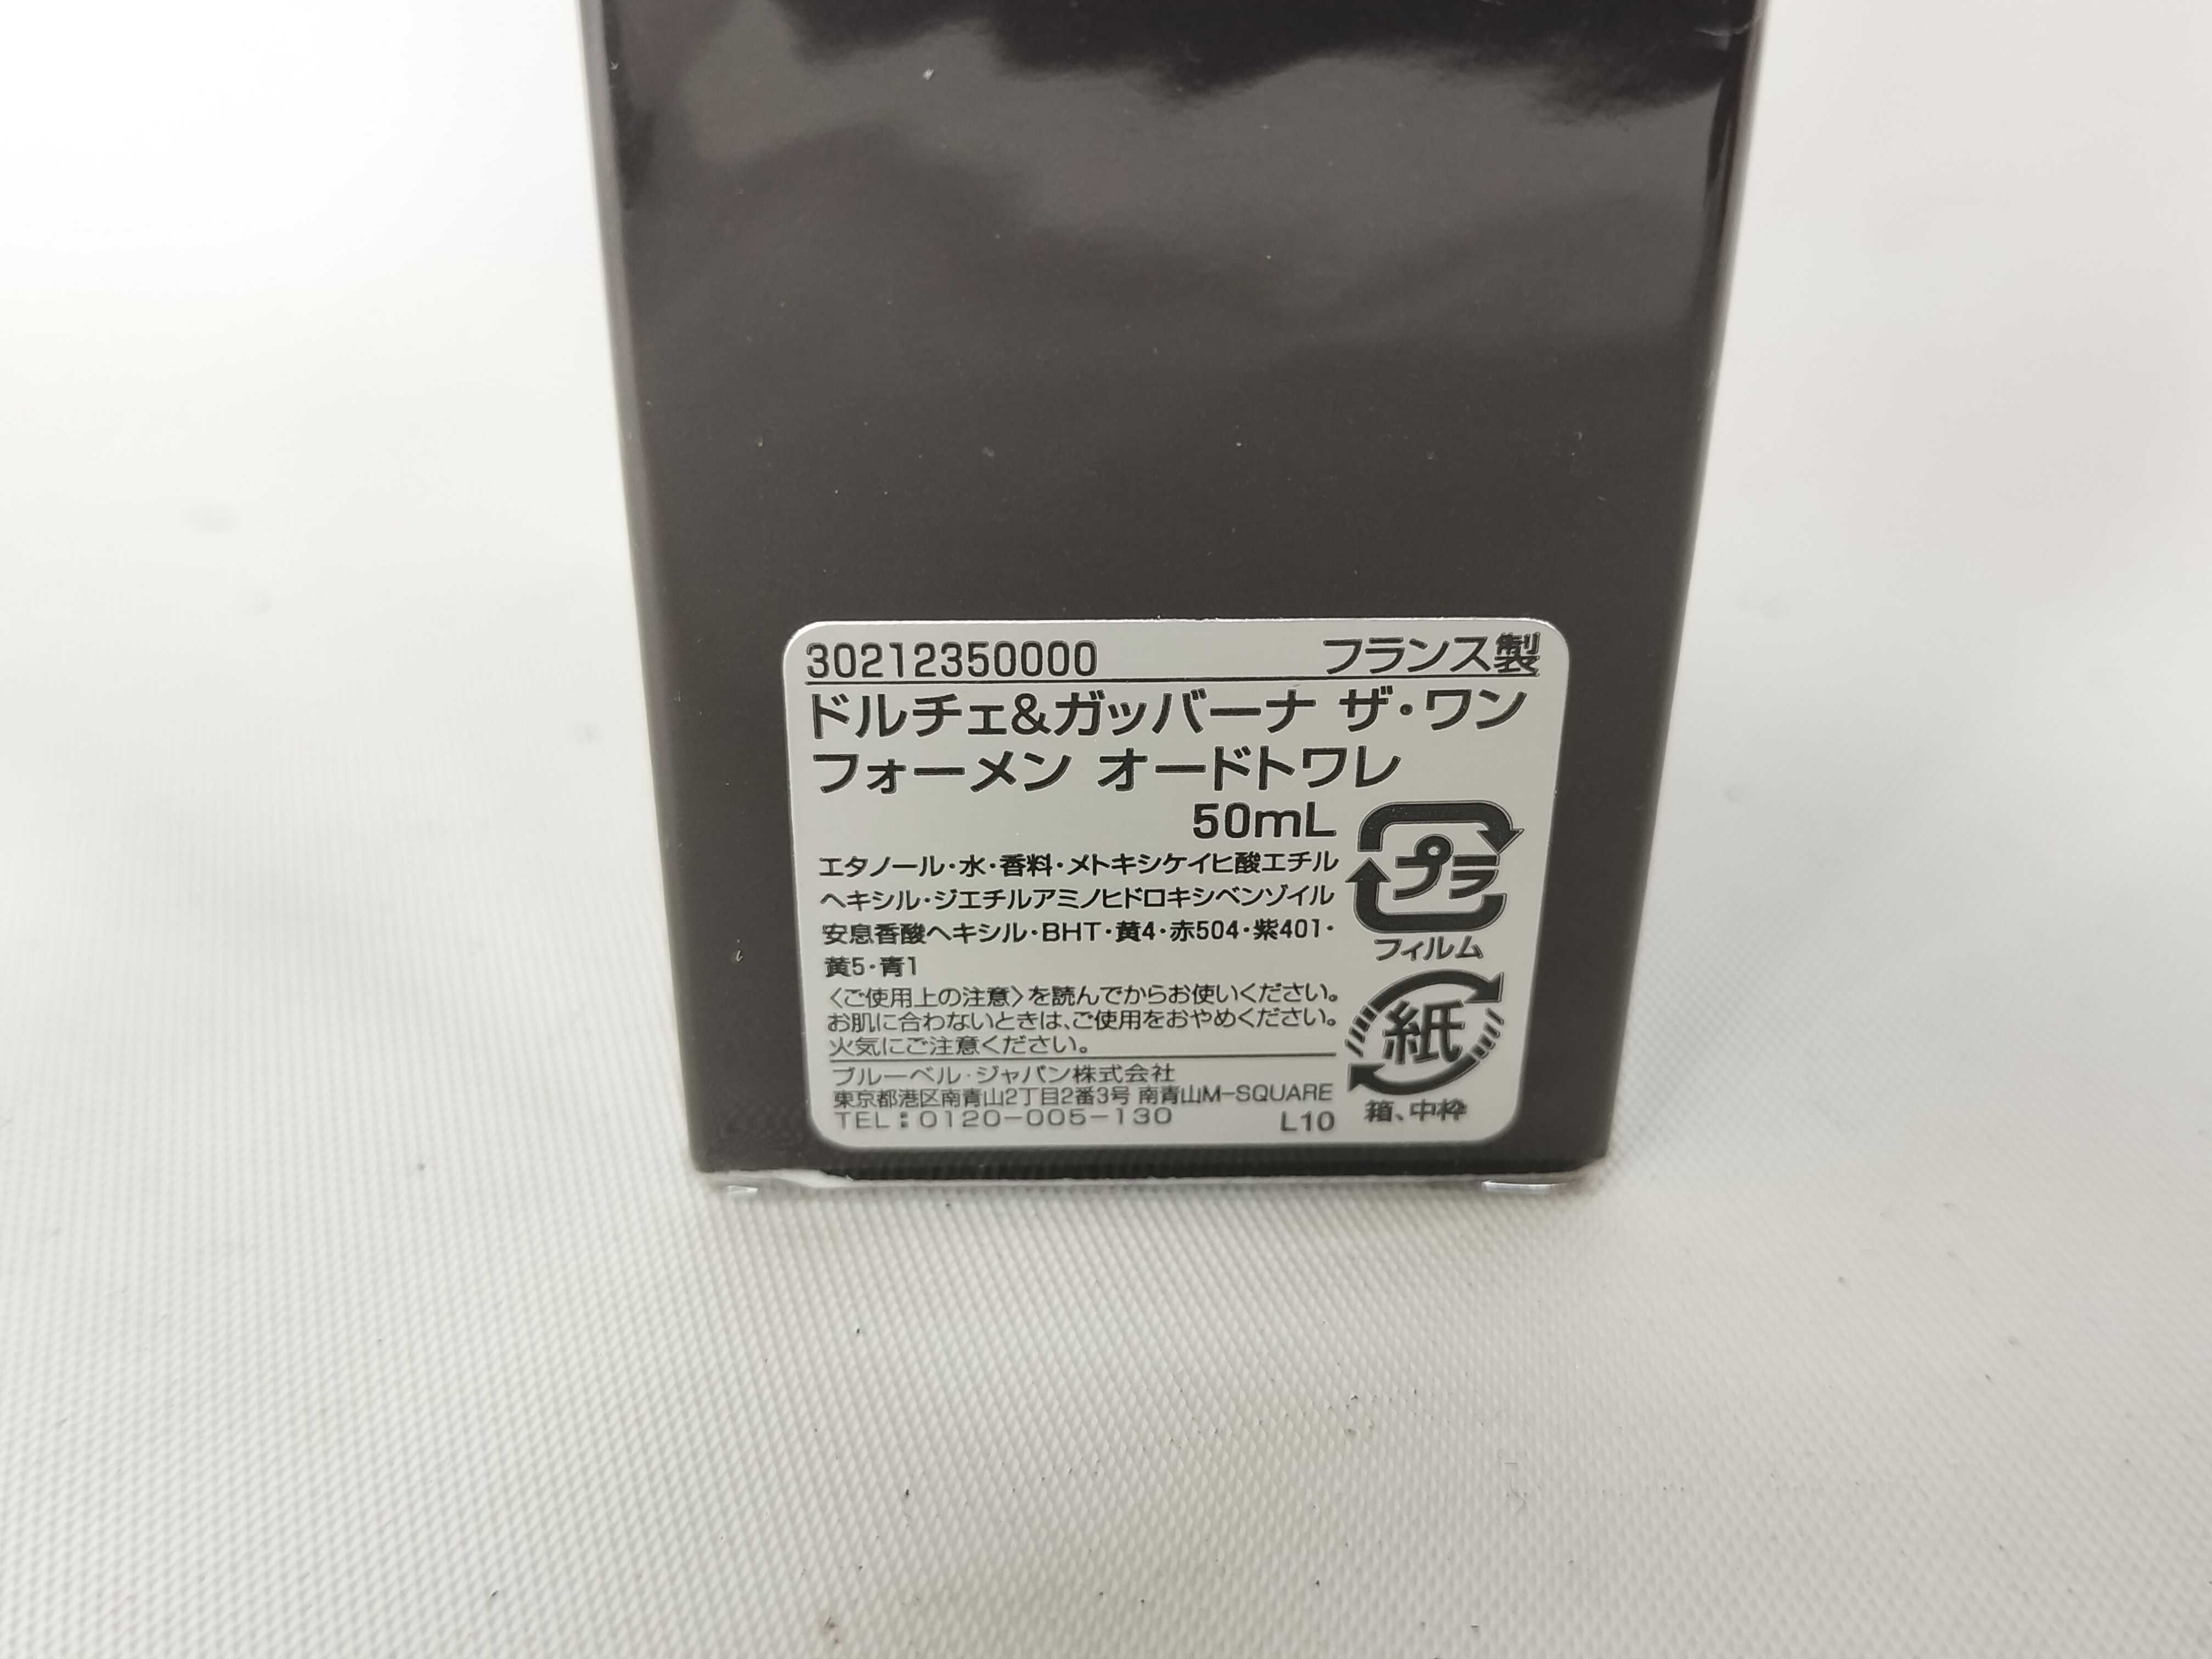 30212350000 フランス製
ドルチェ&ガッバーナ ザ・ワン
フォーメン オードトワレ
50mL
エタノール・水・香料・メトキシケイヒ酸エチル
ヘキシル・ジエチルアミノヒドロキシベンゾイル
安息香酸ヘキシル・BHT・黄4・赤504・紫401・
黄5・青1
〈ご使用上の注意〉を読んでからお使いください。
お肌に合わないときは、ご使用をおやめください。
火気にご注意ください。
ブルーベル・ジャパン株式会社
東京都港区南青山2丁目2番3号 南青山M-SQUARE
TEL:0120-005-130 L10
プラ
フィルム
紙
箱、中枠